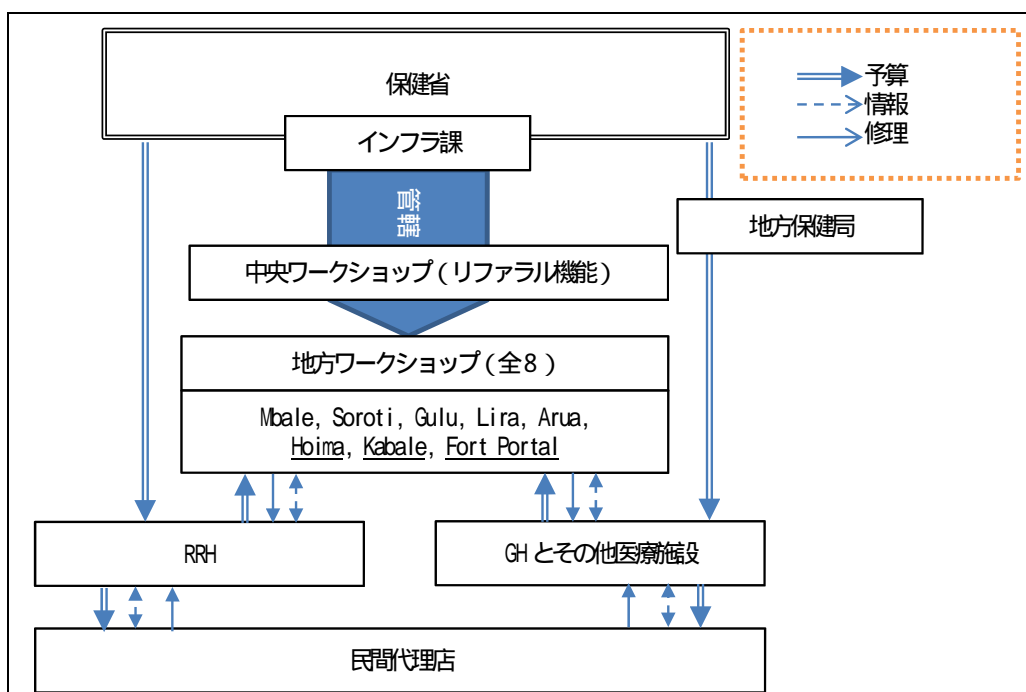 保健省
インフラ課
予算
情報
修理
管轄
地方保健局
中央ワークショップ(リファラル機能)
地方ワークショップ(全8)
Mbale, Soroti, Gulu, Lira, Arua,
Hoima, Kabale, Fort Portal
RRH
GHとその他医療施設
民間代理店